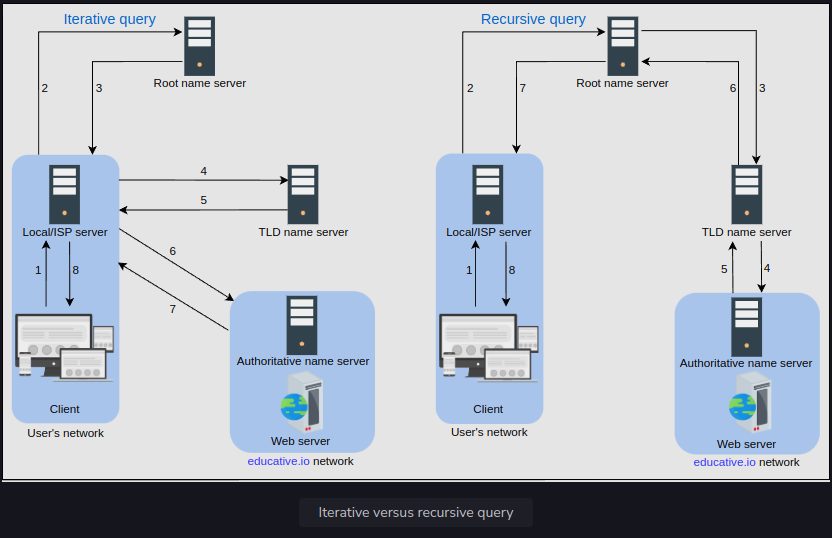 Iterative query
2
3
Root name server
4
5
Local/ISP server
TLD name server
1
8
6
7
Authoritative name server
Client
Web server
User's network
educative.io network
Recursive query
2
7
6
3
Root name server
Local/ISP server
TLD name server
1
8
5
4
Authoritative name server
Client
Web server
User's network
educative.io network
Iterative versus recursive query